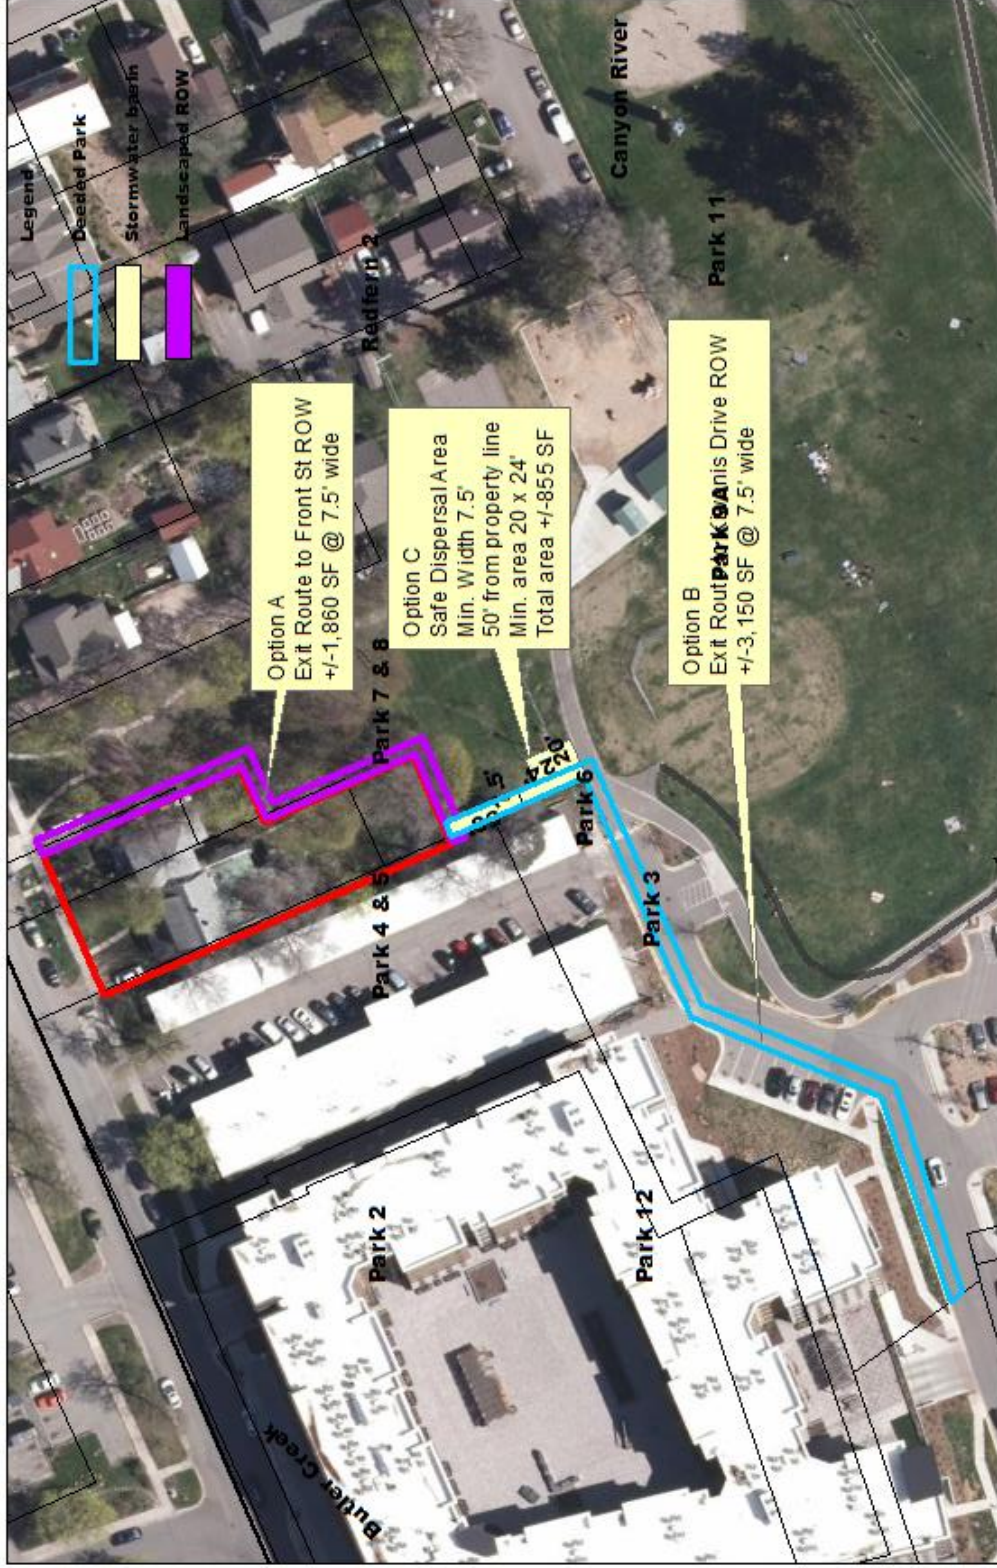 Legend
Deeded Park
Stormwater basin
Landscaped ROW
Canyon River
Park 11
Redfern 2
Option A
Exit Route to Front St ROW
+/-1,860 SF @ 7.5' wide
Option C
Safe Dispersal Area
Min. Width 7.5'
50' from property line
Min. area 20 x 24'
Total area +/-855 SF
Option B
Exit Route Kiwanis Drive ROW
+/-3,150 SF @ 7.5' wide
Park 9A
Park 7 & 8
Park 6
20'
Park 4 & 5
Park 3
Park 2
Park 12
Butler Creek